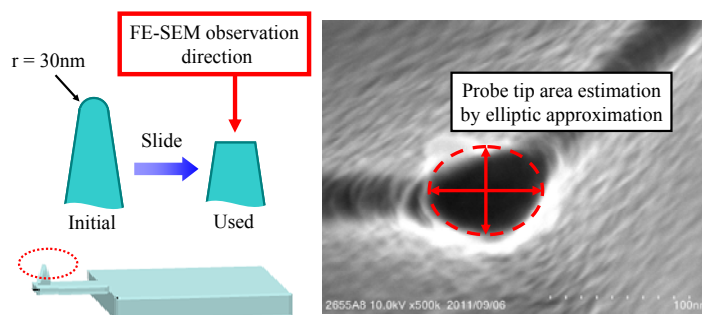 FE-SEM observation
direction
r = 30nm
Slide
Initial
Used
Probe tip area estimation
by elliptic approximation
2655A8 10.0kV x500k 2011/09/06
100nm